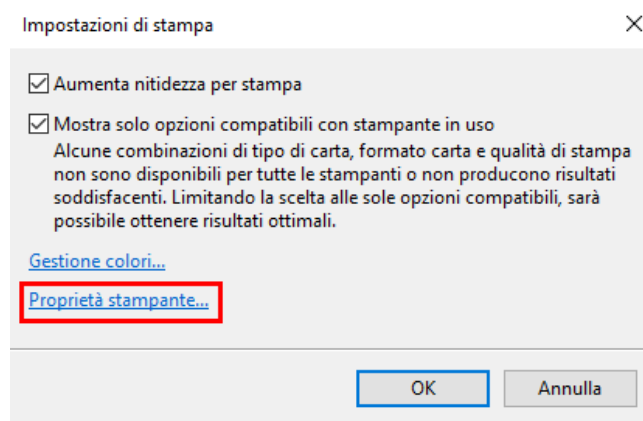 Impostazioni di stampa
Aumenta nitidezza per stampa
Mostra solo opzioni compatibili con stampante in uso
Alcune combinazioni di tipo di carta, formato carta e qualità di stampa
non sono disponibili per tutte le stampanti o non producono risultati
soddisfacenti. Limitando la scelta alle sole opzioni compatibili, sarà
possibile ottenere risultati ottimali.
Gestione colori...
Proprietà stampante...
OK
Annulla